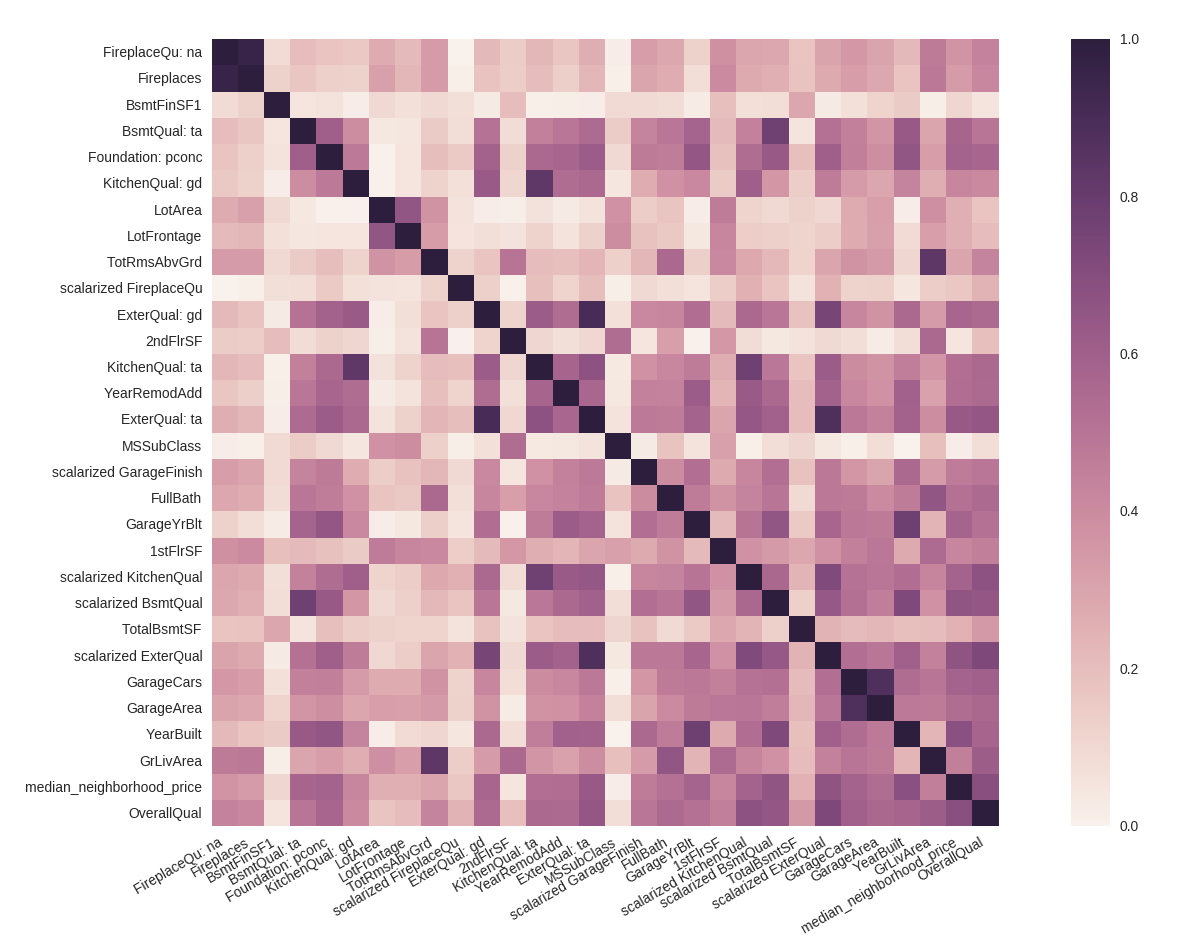 FireplaceQu: na
Fireplaces
BsmtFinSF1
BsmtQual: ta
Foundation: pconc
KitchenQual: gd
LotArea
LotFrontage
TotRmsAbvGrd
scalarized FireplaceQu
ExterQual: gd
2ndFlrSF
KitchenQual: ta
YearRemodAdd
ExterQual: ta
MSSubClass
scalarized GarageFinish
FullBath
GarageYrBlt
1stFlrSF
scalarized KitchenQual
scalarized BsmtQual
TotalBsmtSF
scalarized ExterQual
GarageCars
GarageArea
YearBuilt
GrLivArea
median_neighborhood_price
OverallQual
FireplaceQu: na
Fireplaces
BsmtFinSF1
BsmtQual: ta
Foundation: pconc
KitchenQual: gd
LotArea
LotFrontage
TotRmsAbvGrd
scalarized FireplaceQu
ExterQual: gd
2ndFlrSF
KitchenQual: ta
YearRemodAdd
ExterQual: ta
MSSubClass
scalarized GarageFinish
FullBath
GarageYrBlt
1stFlrSF
scalarized KitchenQual
scalarized BsmtQual
TotalBsmtSF
scalarized ExterQual
GarageCars
GarageArea
YearBuilt
GrLivArea
median_neighborhood_price
OverallQual
1.0
0.8
0.6
0.4
0.2
0.0